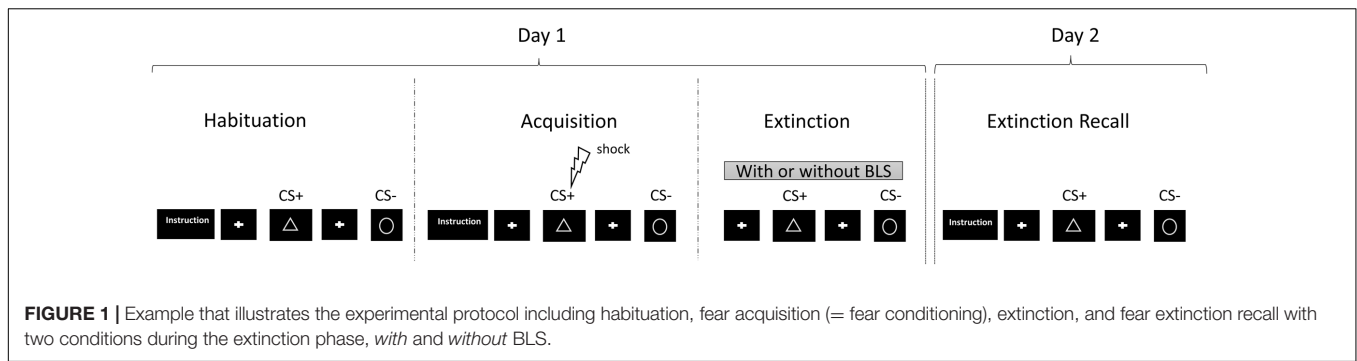 Day 1 Day 2
Habituation Acquisition Extinction Extinction Recall
shock
With or without BLS
CS+ CS- CS+ CS- CS+ CS- CS+ CS-
Instruction Instruction Instruction
FIGURE 1 | Example that illustrates the experimental protocol including habituation, fear acquisition (= fear conditioning), extinction, and fear extinction recall with
two conditions during the extinction phase, with and without BLS.